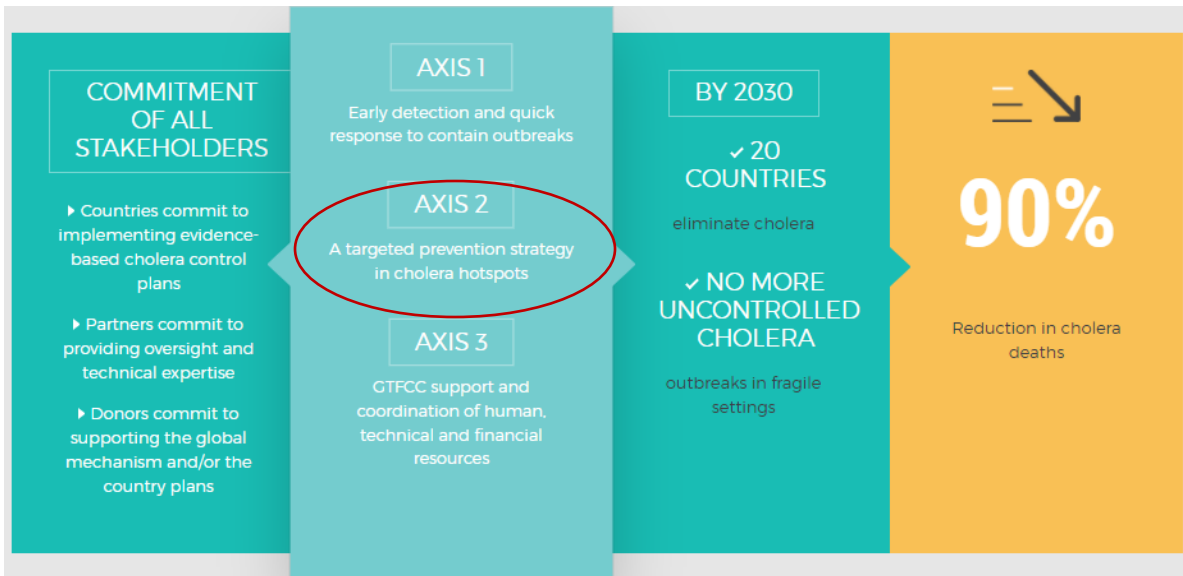 COMMITMENT
OF ALL
STAKEHOLDERS
Countries commit to
implementing evidence-
based cholera control
plans
Partners commit to
providing oversight and
technical expertise
Donors commit to
supporting the global
mechanism and/or the
country plans
AXIS 1
Early detection and quick
response to contain outbreaks
AXIS 2
A targeted prevention strategy
in cholera hotspots
AXIS 3
GTFCC support and
coordination of human,
technical and financial
resources
BY 2030
✓ 20
COUNTRIES
eliminate cholera
✓ NO MORE
UNCONTROLLED
CHOLERA
outbreaks in fragile
settings
90%
Reduction in cholera
deaths